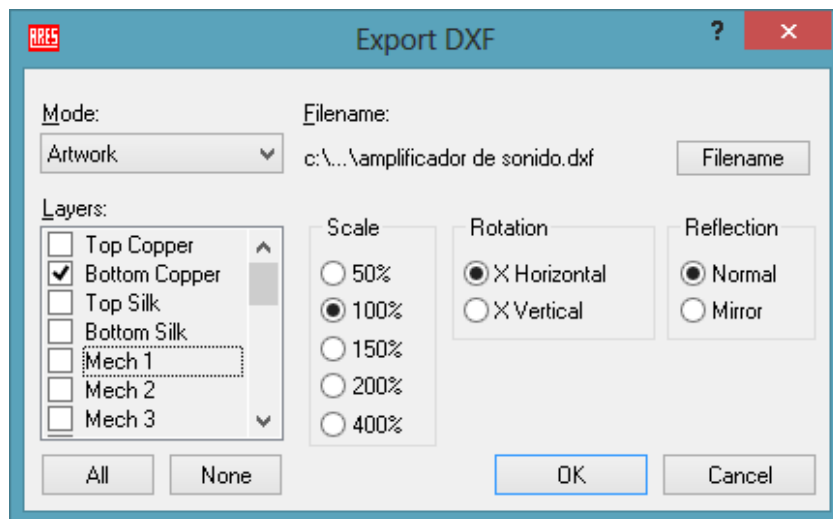 ARES Export DXF ? ×
Mode:
Artwork
Filename:
c:\...\amplificador de sonido.dxf
Filename
Layers:
Top Copper
Bottom Copper
Top Silk
Bottom Silk
Mech 1
Mech 2
Mech 3
Scale
50%
100%
150%
200%
400%
Rotation
X Horizontal
X Vertical
Reflection
Normal
Mirror
All
None
OK
Cancel